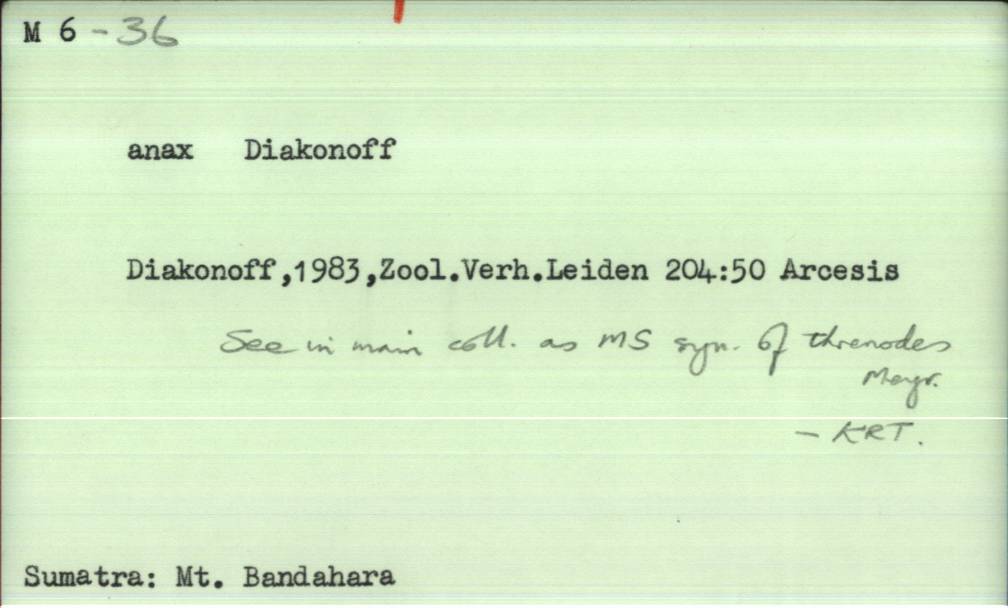 M 6 - 36
anax Diakonoff
Diakonoff,1983,Zool.Verh.Leiden 204:50 Arcesis
See in main coll. as MS syn. of threnodes
Meyr.
- KRT.
Sumatra: Mt. Bandahara